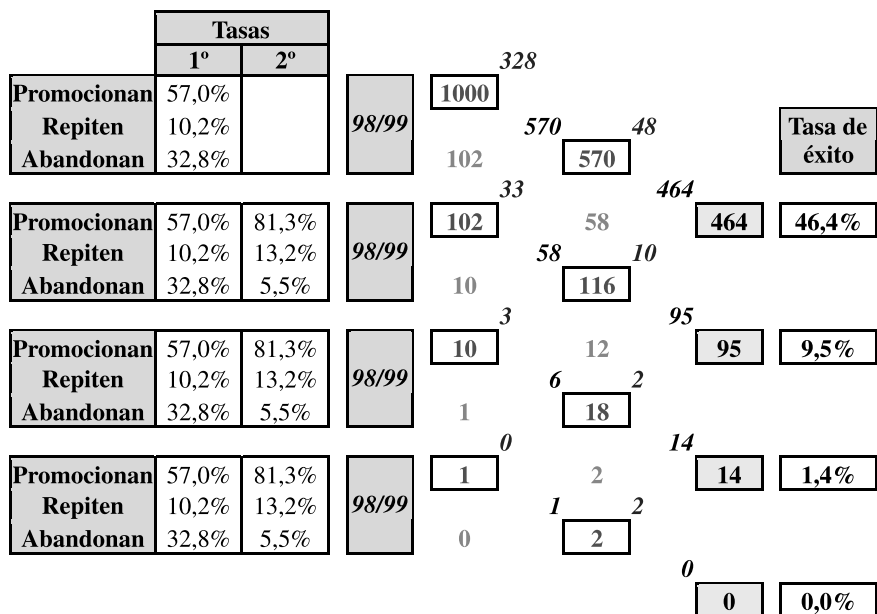 Tasas
1º 2º
328
Promocionan 57,0% 1000
Repiten 10,2% 98/99 570 48 Tasa de
Abandonan 32,8% 102 570 éxito
33 464
Promocionan 57,0% 81,3% 102 58 464 46,4%
Repiten 10,2% 13,2% 98/99 58 10
Abandonan 32,8% 5,5% 10 116
3 95
Promocionan 57,0% 81,3% 10 12 95 9,5%
Repiten 10,2% 13,2% 98/99 6 2
Abandonan 32,8% 5,5% 1 18
0 14
Promocionan 57,0% 81,3% 1 2 14 1,4%
Repiten 10,2% 13,2% 98/99 1 2
Abandonan 32,8% 5,5% 0 2
0
0 0,0%